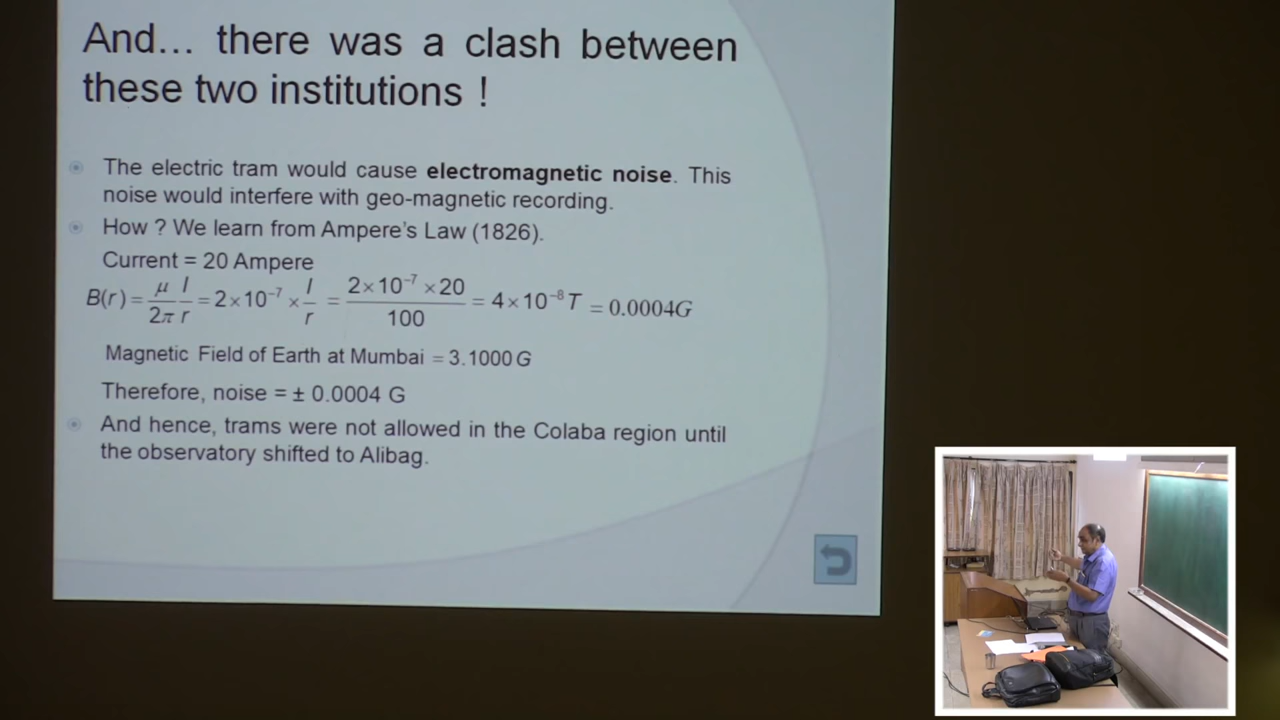 And... there was a clash between
these two institutions !
The electric tram would cause electromagnetic noise. This
noise would interfere with geo-magnetic recording.
How ? We learn from Ampere's Law (1826).
Current = 20 Ampere
B(r) = μ/2π I/r = 2×10⁻⁷ × I/r = 2×10⁻⁷ ×20/100 = 4×10⁻⁸ T = 0.0004G
Magnetic Field of Earth at Mumbai = 3.1000 G
Therefore, noise = ± 0.0004 G
And hence, trams were not allowed in the Colaba region until
the observatory shifted to Alibag.